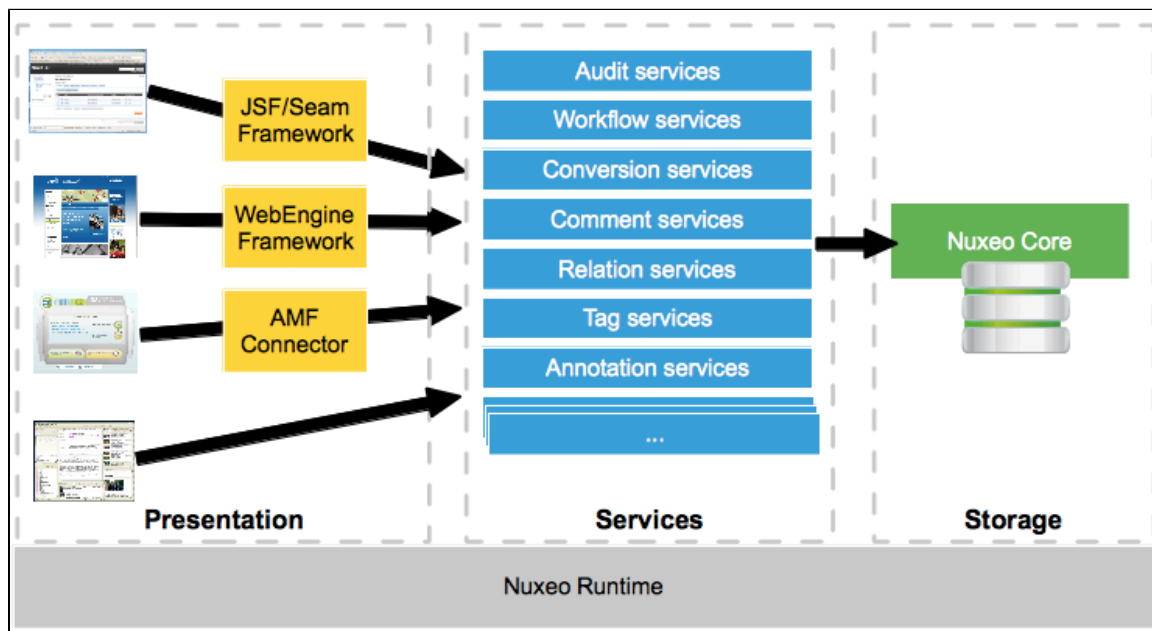 JSF/Seam
Framework
WebEngine
Framework
AMF
Connector
Presentation
Audit services
Workflow services
Conversion services
Comment services
Relation services
Tag services
Annotation services
...
Services
Nuxeo Core
Storage
Nuxeo Runtime